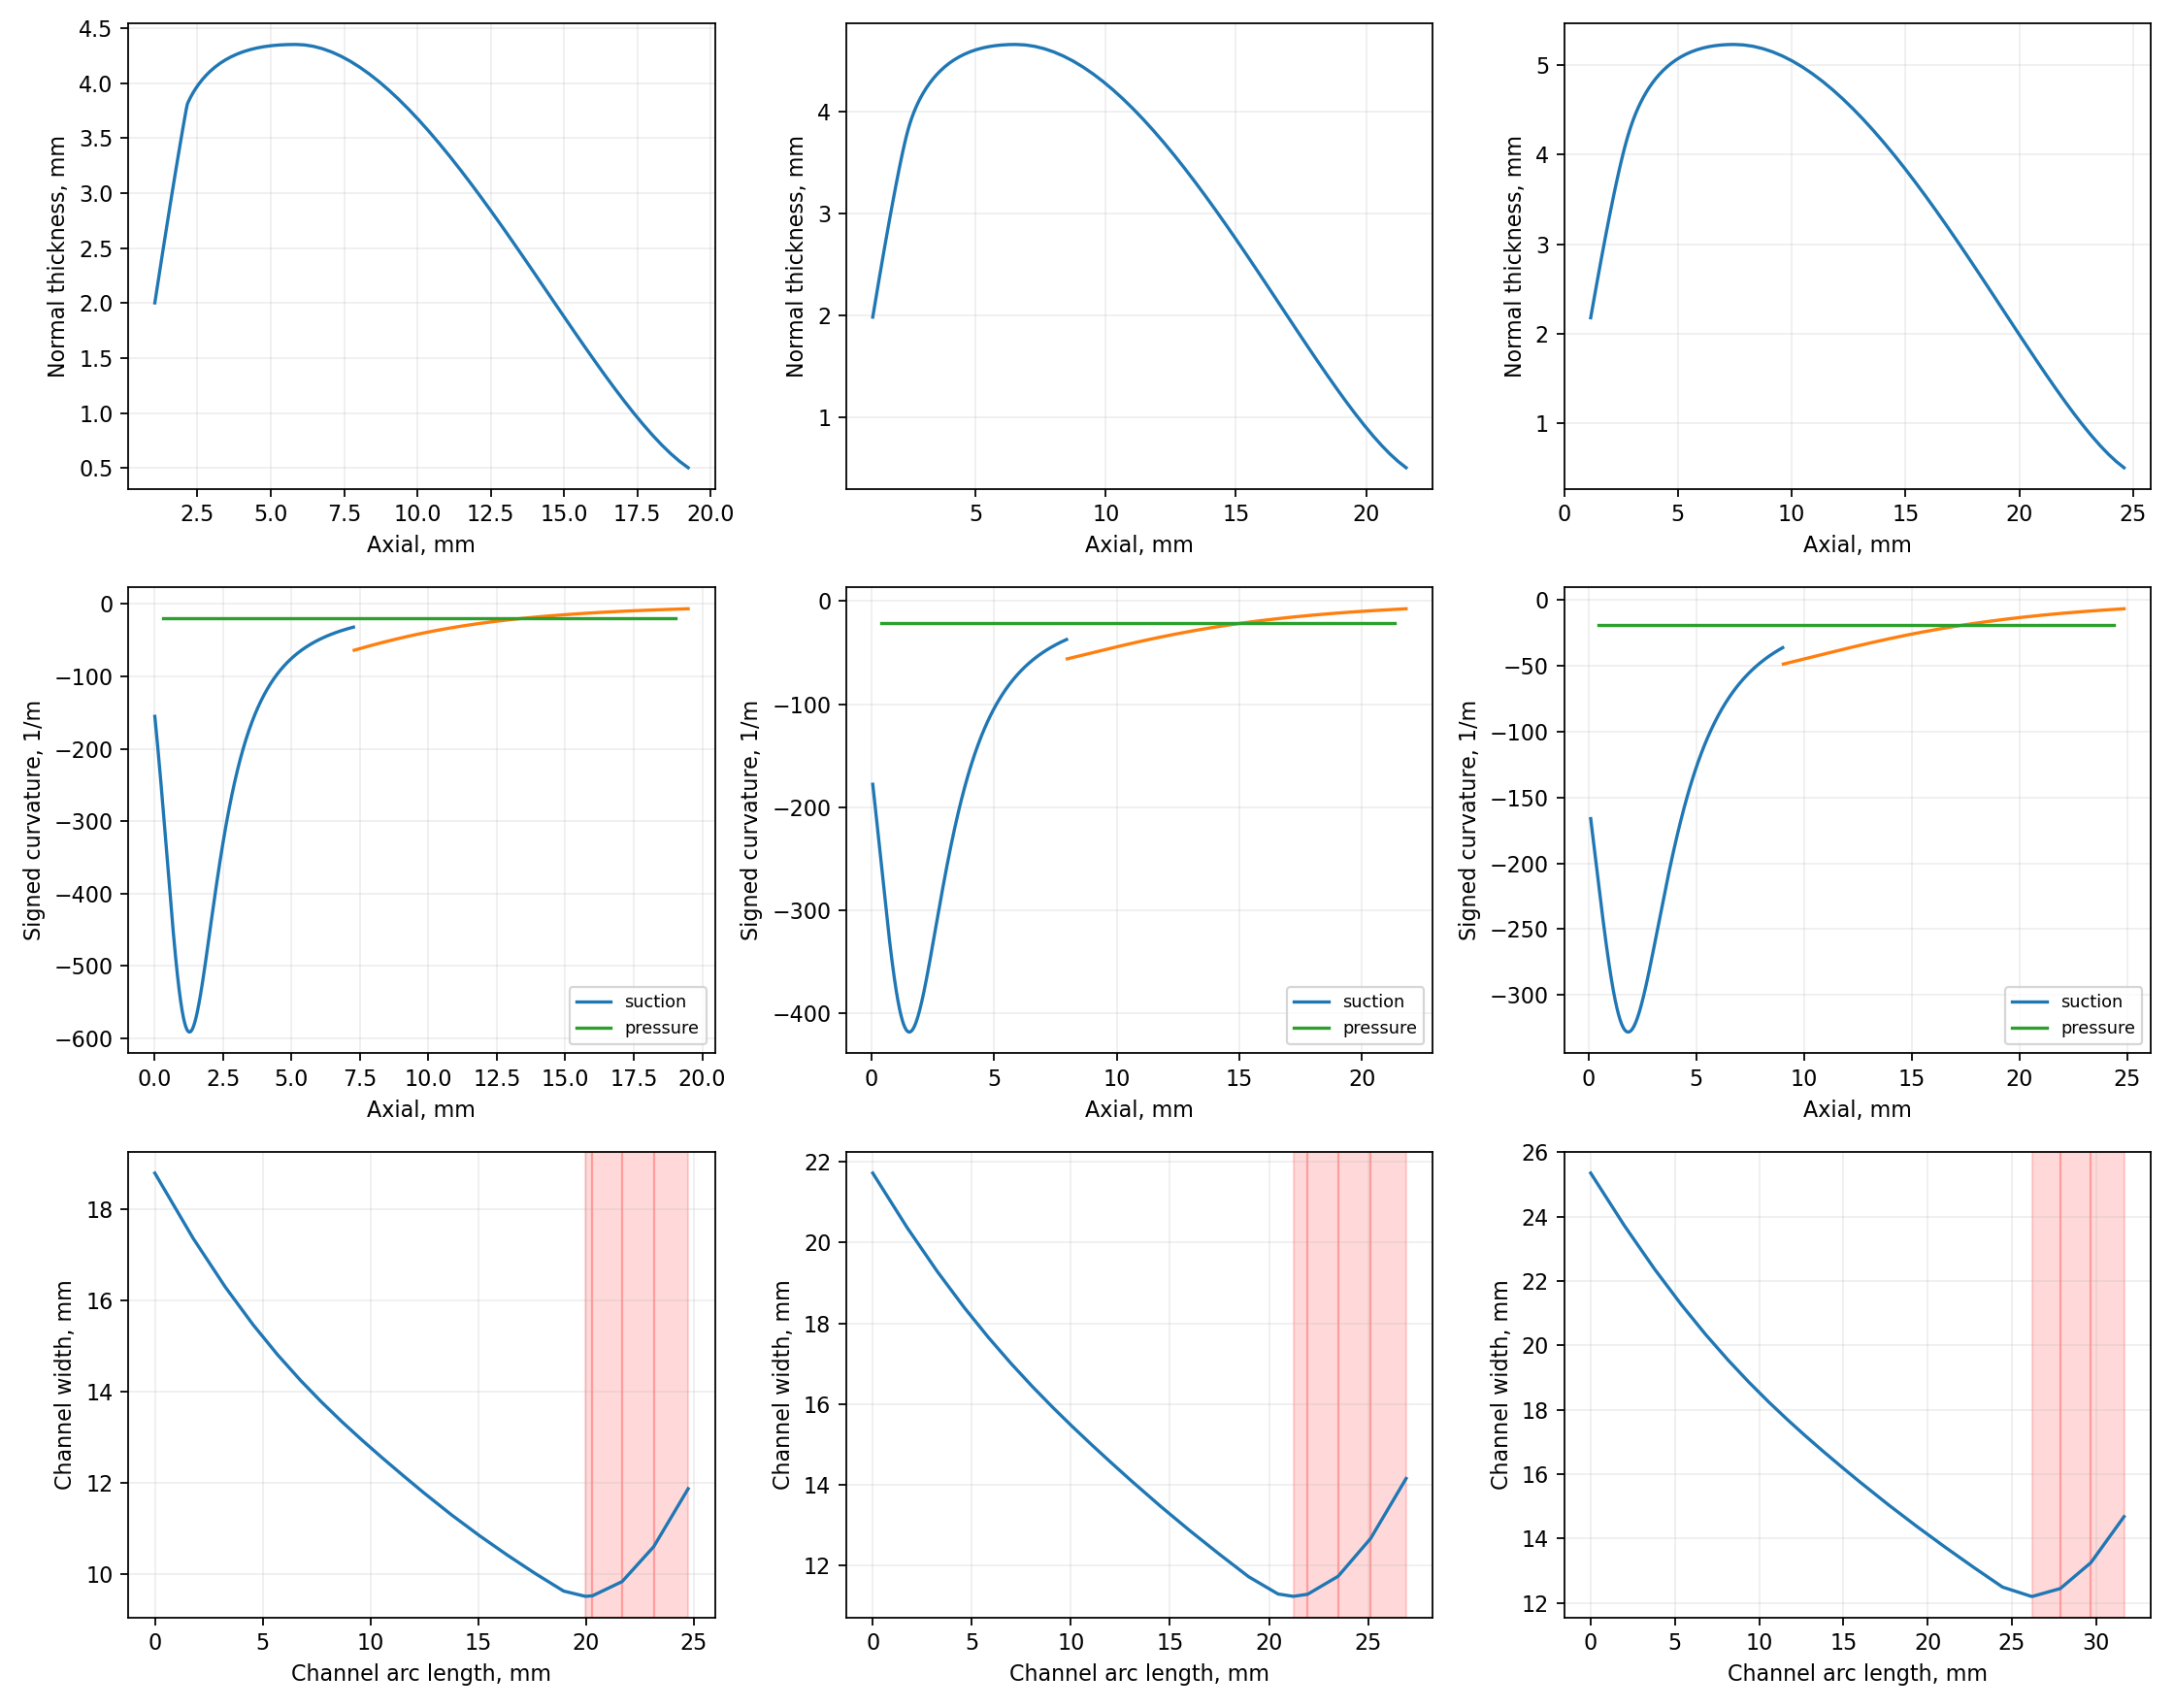 4.5
4.0
3.5
3.0
2.5
2.0
1.5
1.0
0.5
Normal thickness, mm
2.5 5.0 7.5 10.0 12.5 15.0 17.5 20.0
Axial, mm
4
3
2
1
Normal thickness, mm
5 10 15 20
Axial, mm
5
4
3
2
1
Normal thickness, mm
0 5 10 15 20 25
Axial, mm
0
−100
−200
−300
−400
−500
−600
Signed curvature, 1/m
suction
pressure
0.0 2.5 5.0 7.5 10.0 12.5 15.0 17.5 20.0
Axial, mm
0
−100
−200
−300
−400
Signed curvature, 1/m
suction
pressure
0 5 10 15 20
Axial, mm
0
−50
−100
−150
−200
−250
−300
Signed curvature, 1/m
suction
pressure
0 5 10 15 20 25
Axial, mm
18
16
14
12
10
Channel width, mm
0 5 10 15 20 25
Channel arc length, mm
22
20
18
16
14
12
Channel width, mm
0 5 10 15 20 25
Channel arc length, mm
26
24
22
20
18
16
14
12
Channel width, mm
0 5 10 15 20 25 30
Channel arc length, mm